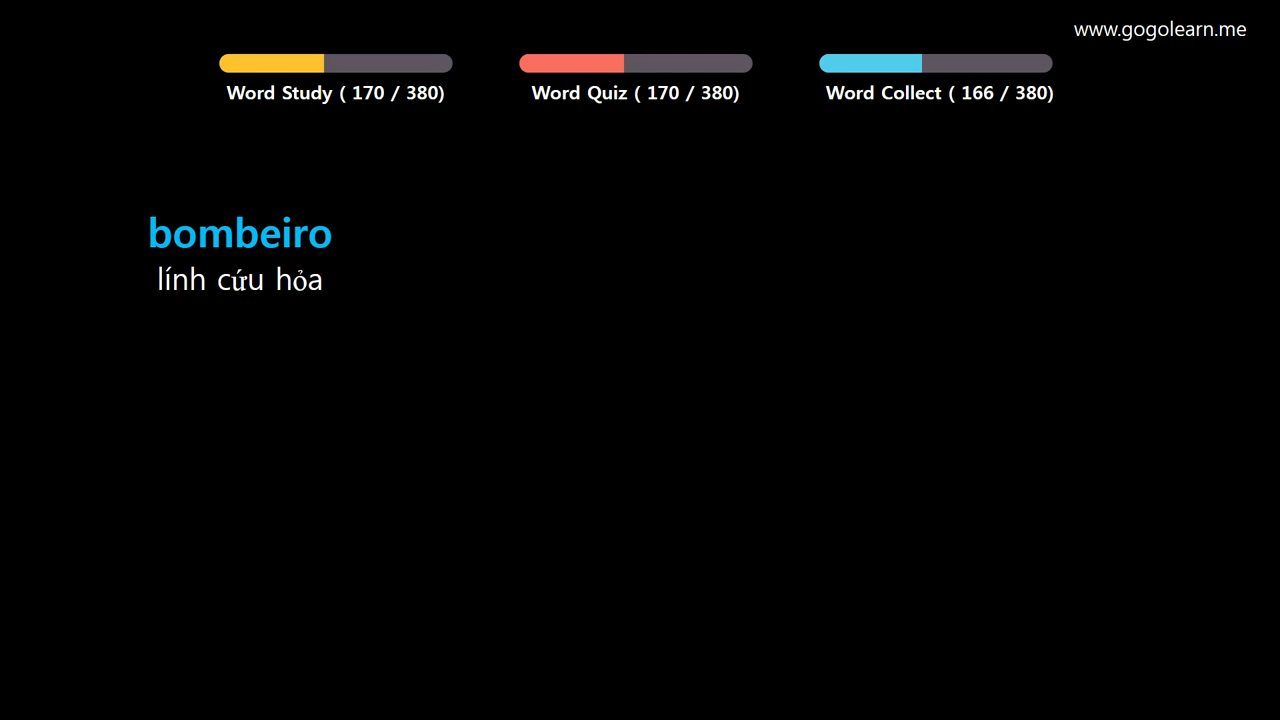 www.gogolearn.me
Word Study ( 170 / 380)
Word Quiz ( 170 / 380)
Word Collect ( 166 / 380)
bombeiro
lính cứu hỏa